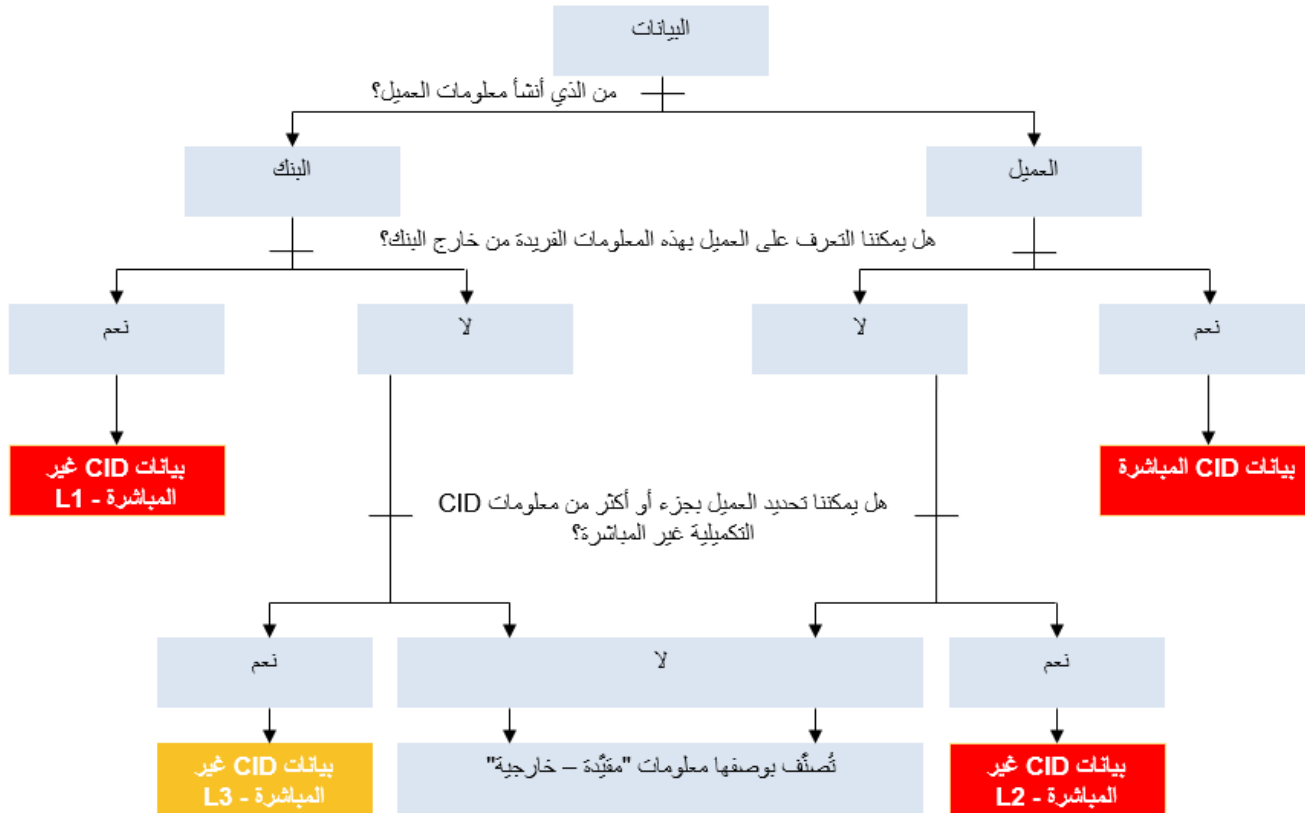 البيانات
من الذي أنشأ معلومات العميل؟
العميل
البنك
هل يمكننا التعرف على العميل بهذه المعلومات الفريدة من خارج البنك؟
نعم
لا
لا
نعم
بيانات CID المباشرة
بيانات CID غير
المباشرة - L1
هل يمكننا تحديد العميل بجزء أو أكثر من معلومات CID
التكميلية غير المباشرة؟
نعم
لا
نعم
بيانات CID غير
المباشرة - L2
تُصنَّف بوصفها معلومات "مقيَّدة – خارجية"
بيانات CID غير
المباشرة - L3